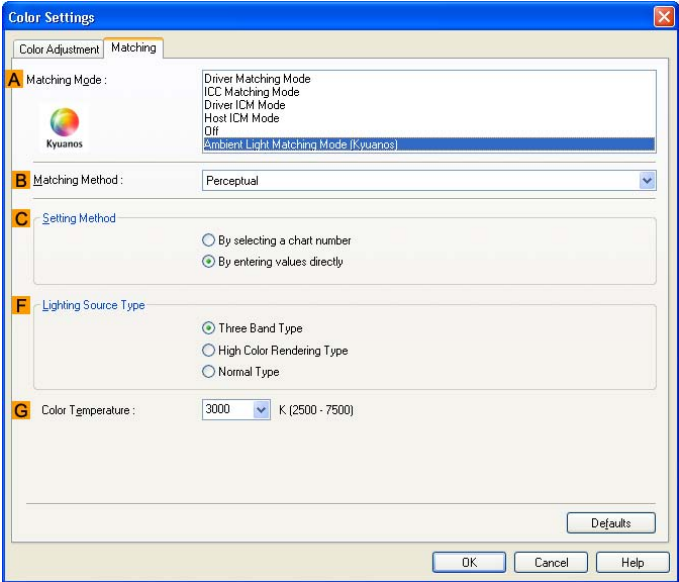 Color Settings
Color Adjustment Matching
A Matching Mode :
Driver Matching Mode
ICC Matching Mode
Driver ICM Mode
Host ICM Mode
Off
Ambient Light Matching Mode (Kyuanos)
Kyuanos
B Matching Method : Perceptual
C Setting Method
By selecting a chart number
By entering values directly
F Lighting Source Type
Three Band Type
High Color Rendering Type
Normal Type
G Color Temperature : 3000 K (2500 - 7500)
Defaults
OK Cancel Help